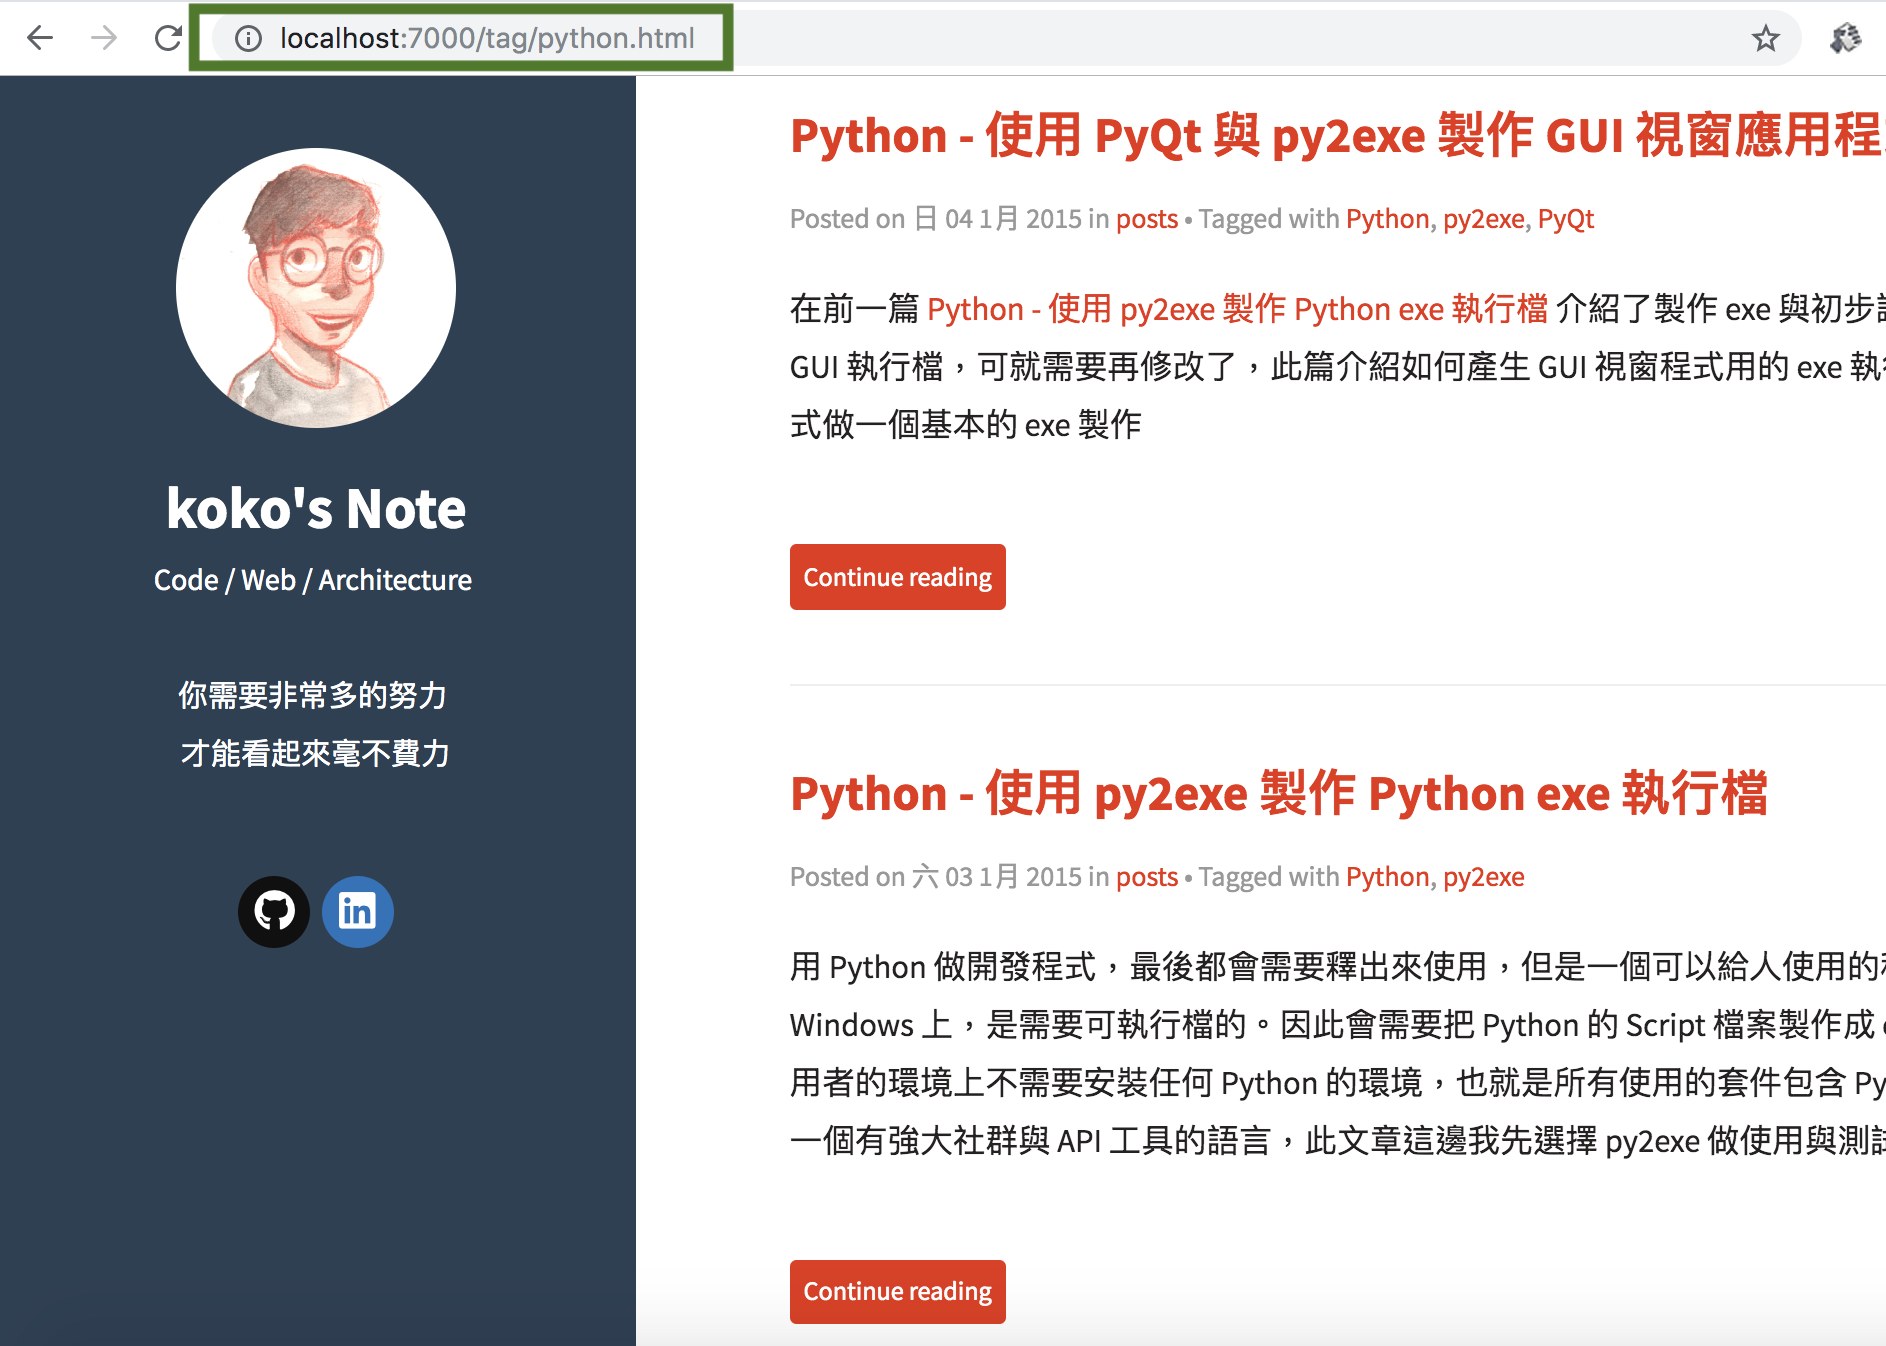 localhost:7000/tag/python.html
koko's Note
Code / Web / Architecture
你需要非常多的努力
才能看起來毫不費力
in
Python - 使用 PyQt 與 py2exe 製作 GUI 視窗應用程
Posted on 日 04 1月 2015 in posts • Tagged with Python, py2exe, PyQt
在前一篇 Python - 使用 py2exe 製作 Python exe 執行檔 介紹了製作 exe 與初步
GUI 執行檔，可就需要再修改了，此篇介紹如何產生 GUI 視窗程式用的 exe 執
式做一個基本的 exe 製作
Continue reading
Python - 使用 py2exe 製作 Python exe 執行檔
Posted on 六 03 1月 2015 in posts • Tagged with Python, py2exe
用 Python 做開發程式，最後都會需要釋出來使用，但是一個可以給人使用的
Windows 上，是需要可執行檔的。因此會需要把 Python 的 Script 檔案製作成
用者的環境上不需要安裝任何 Python 的環境，也就是所有使用的套件包含 Py
一個有強大社群與 API 工具的語言，此文章這邊我先選擇 py2exe 做使用與測
Continue reading